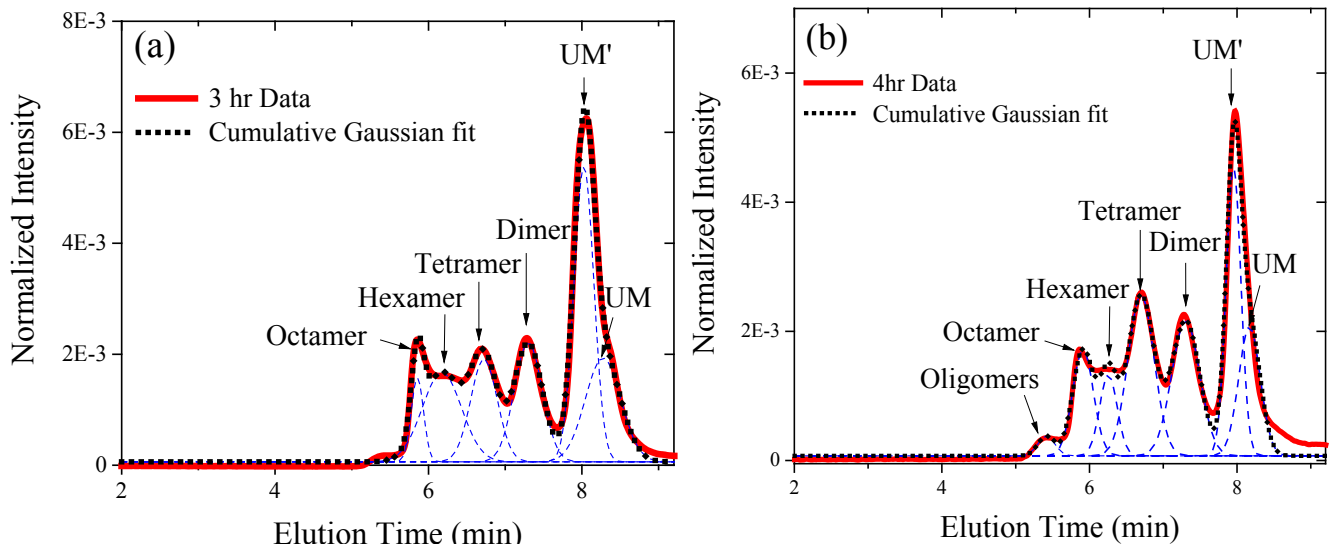 (a)
8E-3
6E-3
4E-3
2E-3
0
Normalized Intensity
3 hr Data
Cumulative Gaussian fit
UM'
Dimer
Tetramer
Hexamer
Octamer
UM
2
4
6
8
Elution Time (min)
(b)
6E-3
4E-3
2E-3
0
Normalized Intensity
4hr Data
Cumulative Gaussian fit
UM'
Tetramer
Dimer
Hexamer
UM
Octamer
Oligomers
2
4
6
8
Elution Time (min)